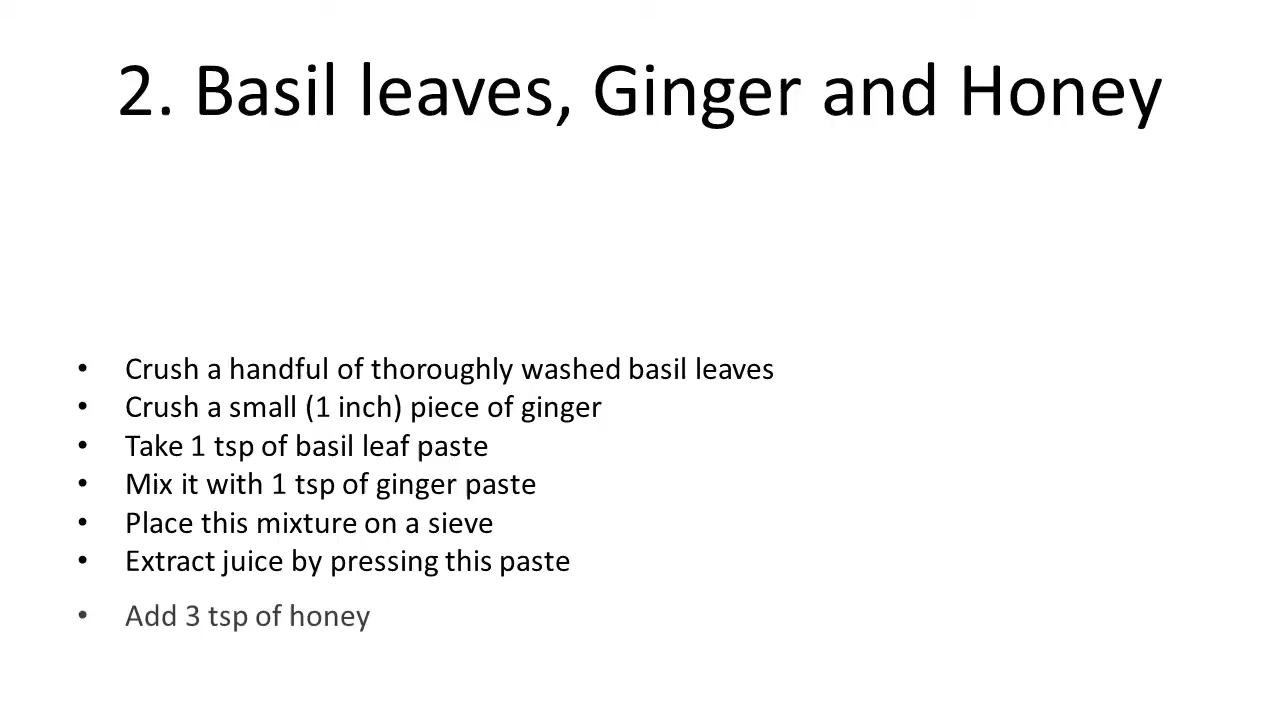 2. Basil leaves, Ginger and Honey
• Crush a handful of thoroughly washed basil leaves
• Crush a small (1 inch) piece of ginger
• Take 1 tsp of basil leaf paste
• Mix it with 1 tsp of ginger paste
• Place this mixture on a sieve
• Extract juice by pressing this paste
• Add 3 tsp of honey